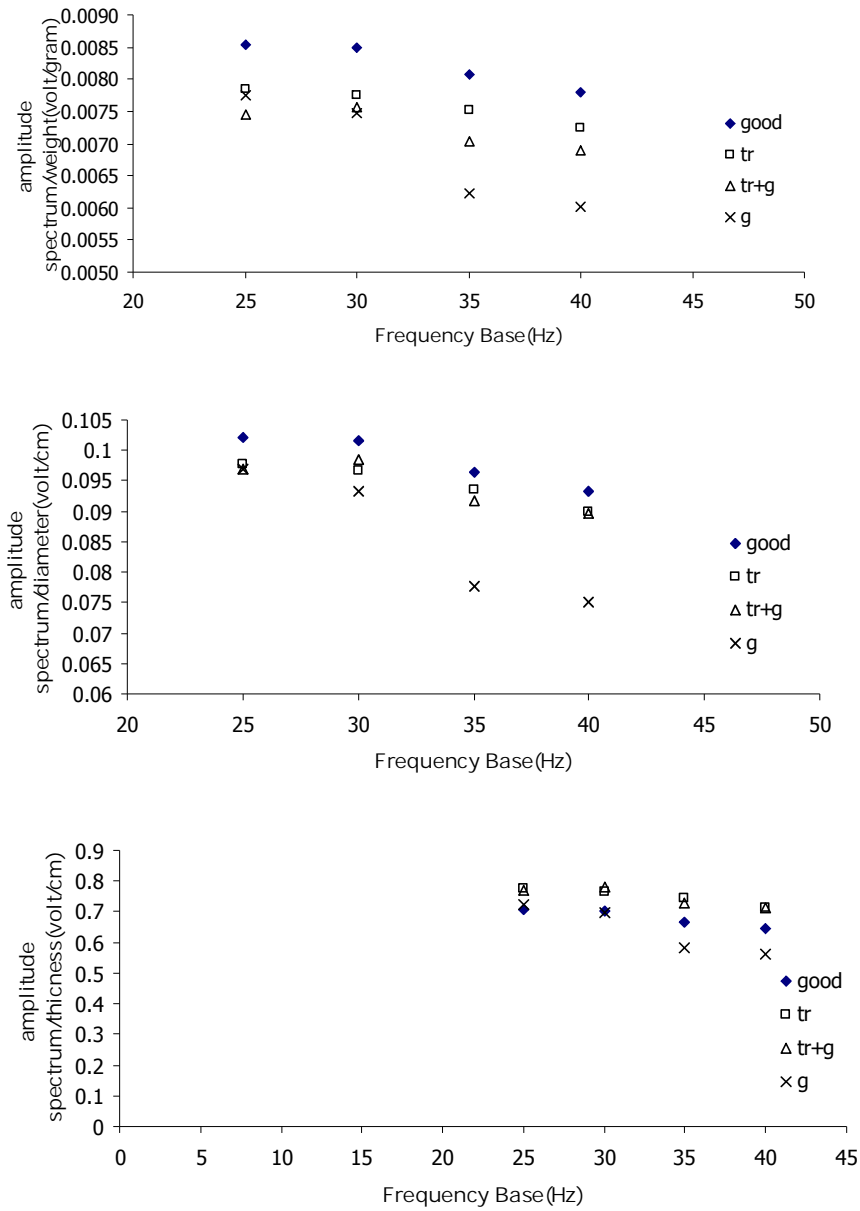 amplitude
spectrum/weight(volt/gram)
0.0090
0.0085
0.0080
0.0075
0.0070
0.0065
0.0060
0.0055
0.0050
20 25 30 35 40 45 50
Frequency Base(Hz)
good
tr
tr+g
g
amplitude
spectrum/diameter(volt/cm)
0.105
0.1
0.095
0.09
0.085
0.08
0.075
0.07
0.065
0.06
20 25 30 35 40 45 50
Frequency Base(Hz)
good
tr
tr+g
g
amplitude
spectrum/thicness(volt/cm)
0.9
0.8
0.7
0.6
0.5
0.4
0.3
0.2
0.1
0
0 5 10 15 20 25 30 35 40 45
Frequency Base(Hz)
good
tr
tr+g
g